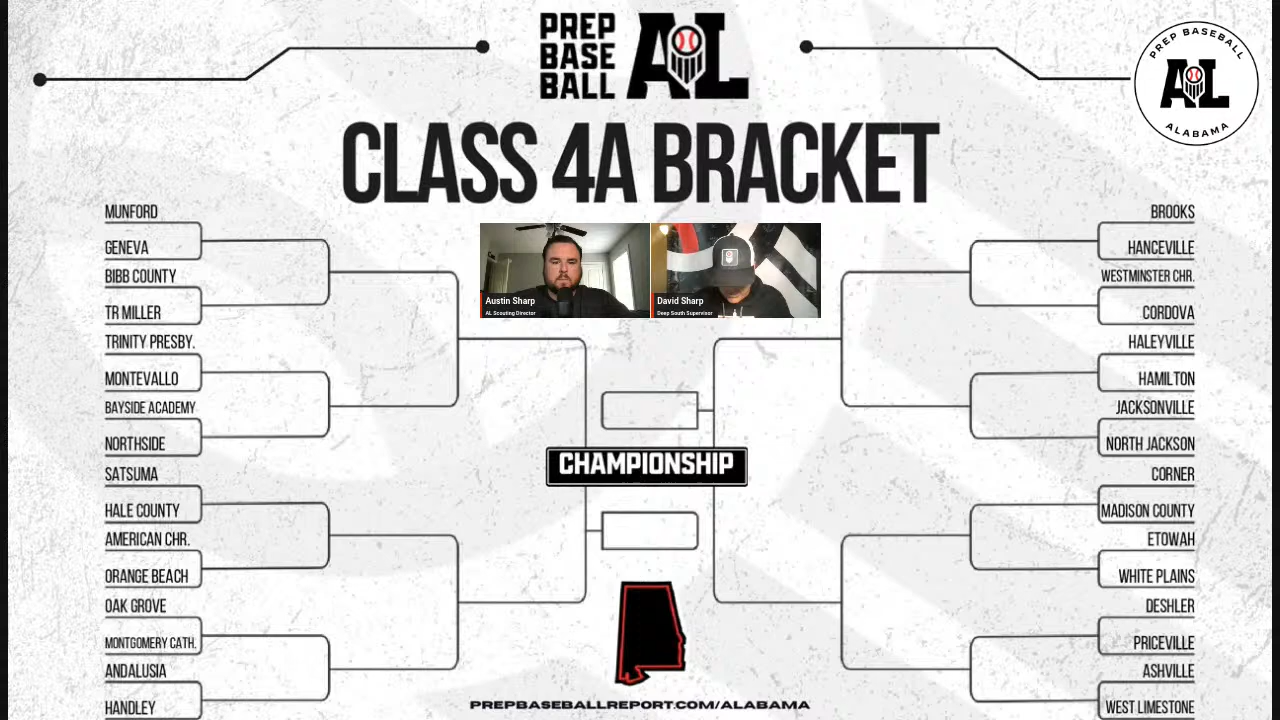 PREP
BASE
BALL
AL
PREP BASEBALL
AL
ALABAMA
CLASS 4A BRACKET
MUNFORD
GENEVA
BIBB COUNTY
TR MILLER
TRINITY PRESBY.
MONTEVALLO
BAYSIDE ACADEMY
NORTHSIDE
SATSUMA
HALE COUNTY
AMERICAN CHR.
ORANGE BEACH
OAK GROVE
MONTGOMERY CATH.
ANDALUSIA
HANDLEY
Austin Sharp
AL Scouting Director
David Sharp
Deep South Supervisor
CHAMPIONSHIP
PREPBASEBALLREPORT.COM/ALABAMA
BROOKS
HANCEVILLE
WESTMINSTER CHR.
CORDOVA
HALEYVILLE
HAMILTON
JACKSONVILLE
NORTH JACKSON
CORNER
MADISON COUNTY
ETOWAH
WHITE PLAINS
DESHLER
PRICEVILLE
ASHVILLE
WEST LIMESTONE